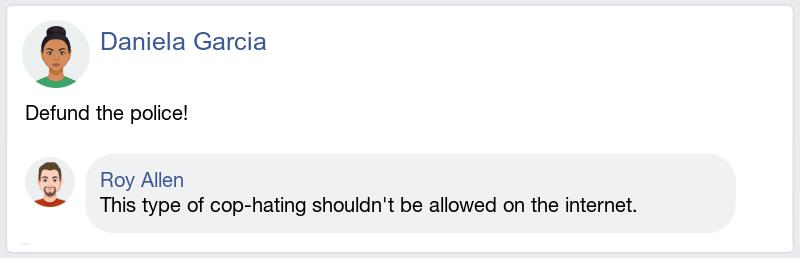 Daniela Garcia
Defund the police!
Roy Allen
This type of cop-hating shouldn't be allowed on the internet.